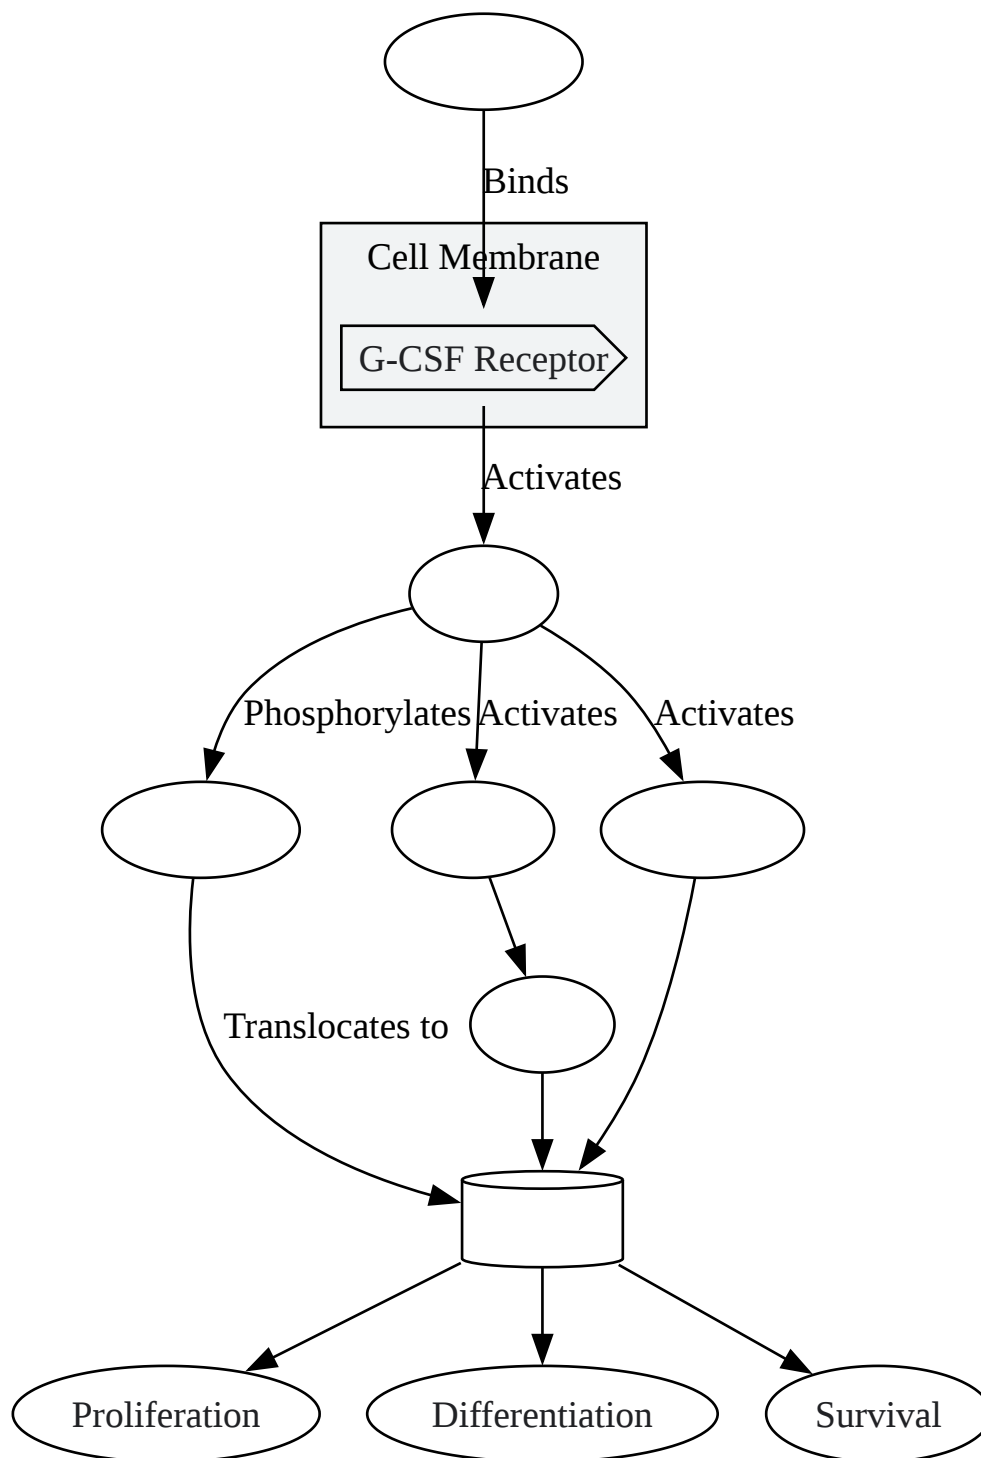 Binds
Cell Membrane
G-CSF Receptor
Activates
Phosphorylates
Activates
Activates
Translocates to
Proliferation
Differentiation
Survival